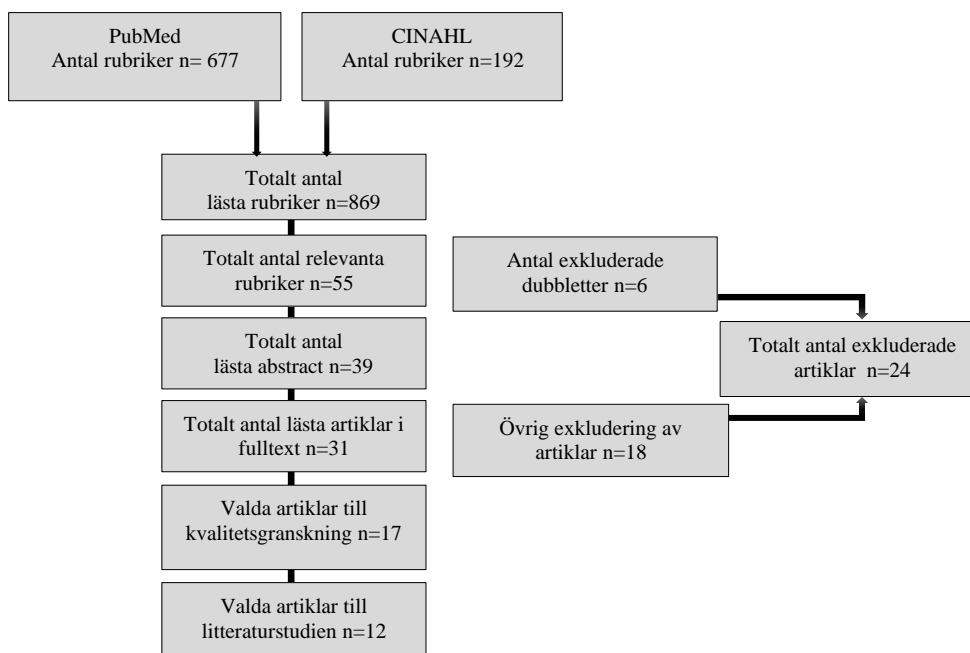 PubMed
Antal rubriker n= 677
CINAHL
Antal rubriker n=192
Totalt antal
lästa rubriker n=869
Totalt antal relevanta
rubriker n=55
Totalt antal
lästa abstract n=39
Totalt antal lästa artiklar i
fulltext n=31
Valda artiklar till
kvalitetsgranskning n=17
Valda artiklar till
litteraturstudien n=12
Antal exkluderade
dubbletter n=6
Totalt antal exkluderade
artiklar n=24
Övrig exkludering av
artiklar n=18